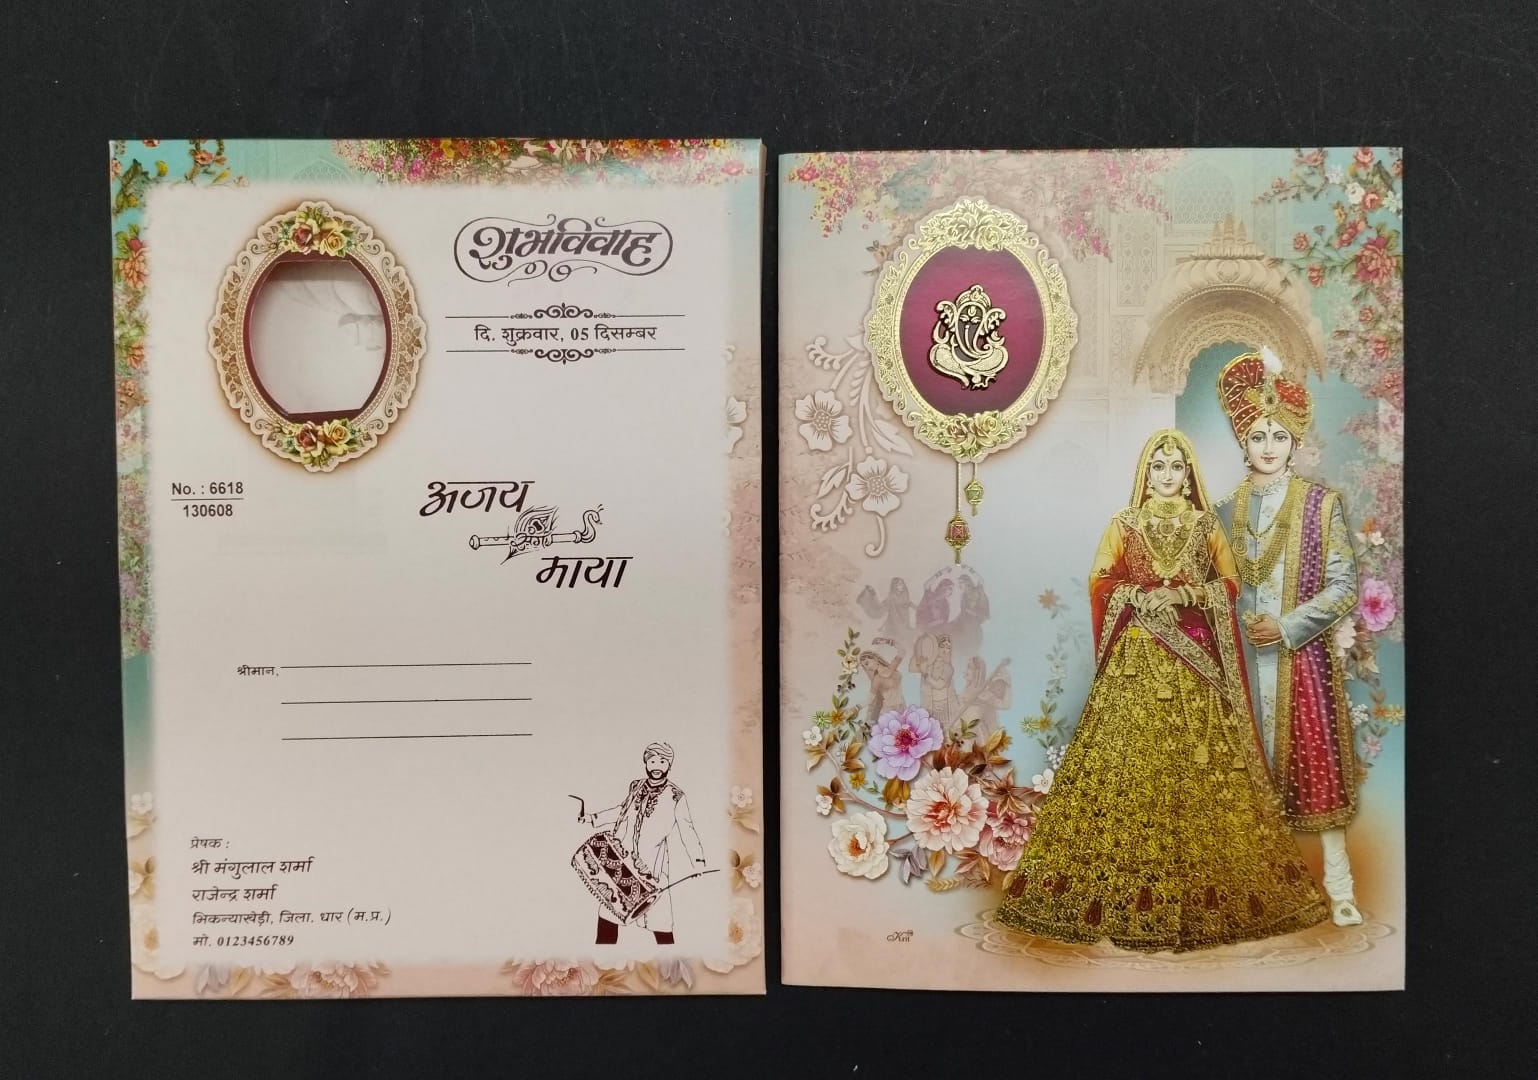 शुभविवाह
दि. शुक्रवार, 05 दिसम्बर
No. : 6618
130608
अजय
संग
माया
श्रीमान,
प्रेषक :
श्री मंगुलाल शर्मा
राजेन्द्र शर्मा
भिकन्याखेड़ी, जिला. धार (म.प्र.)
मो. 0123456789